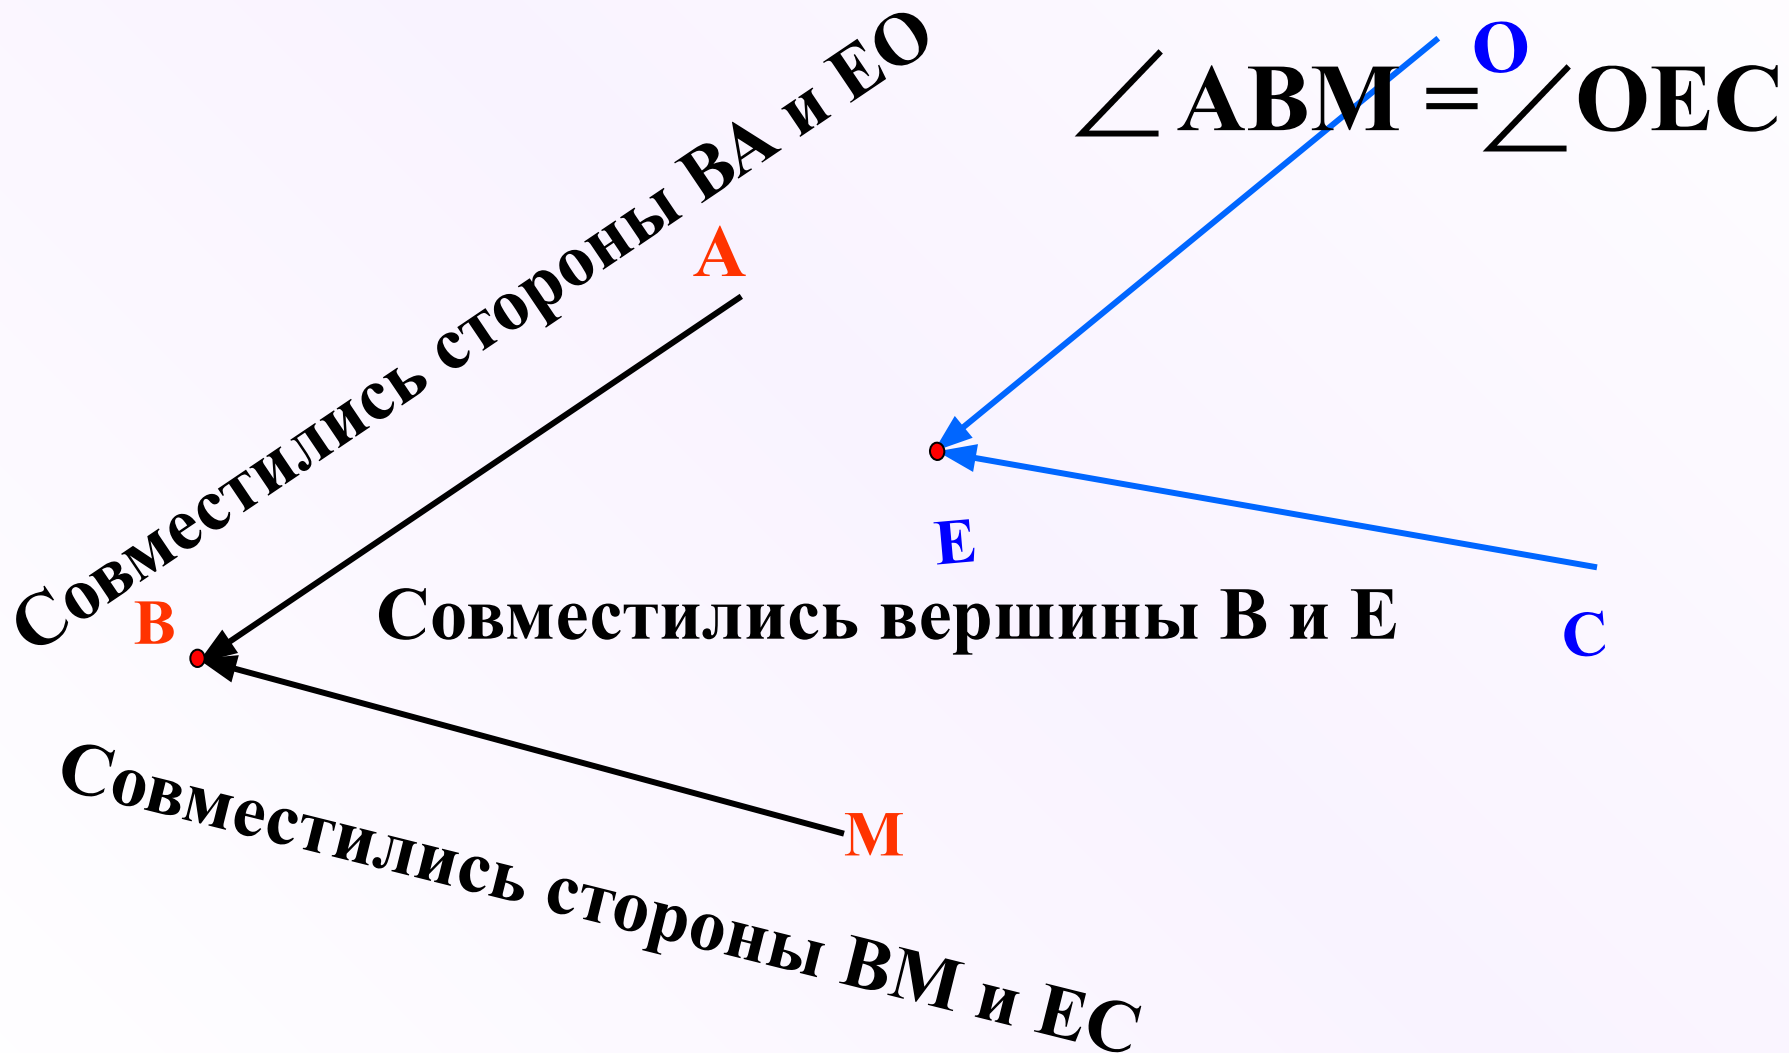 Совместились стороны ВА и ЕО
О
∠ АВМ = ∠ ОЕС
А
Е
В
Совместились вершины В и Е
С
М
Совместились стороны ВМ и ЕС